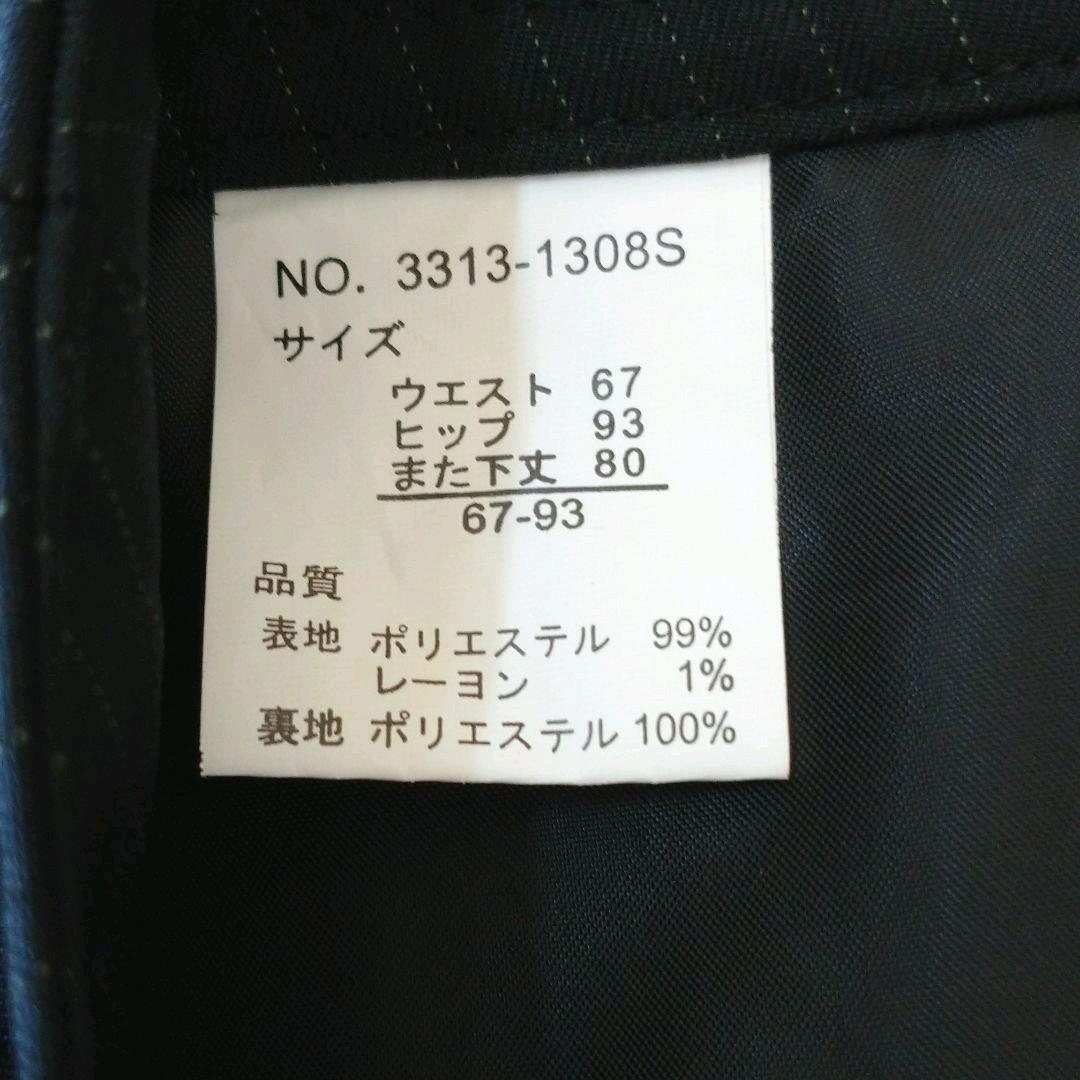 NO. 3313-1308S
サイズ
ウエスト 67
ヒップ 93
また下丈 80
67-93
品質
表地 ポリエステル 99%
レーヨン 1%
裏地 ポリエステル 100%